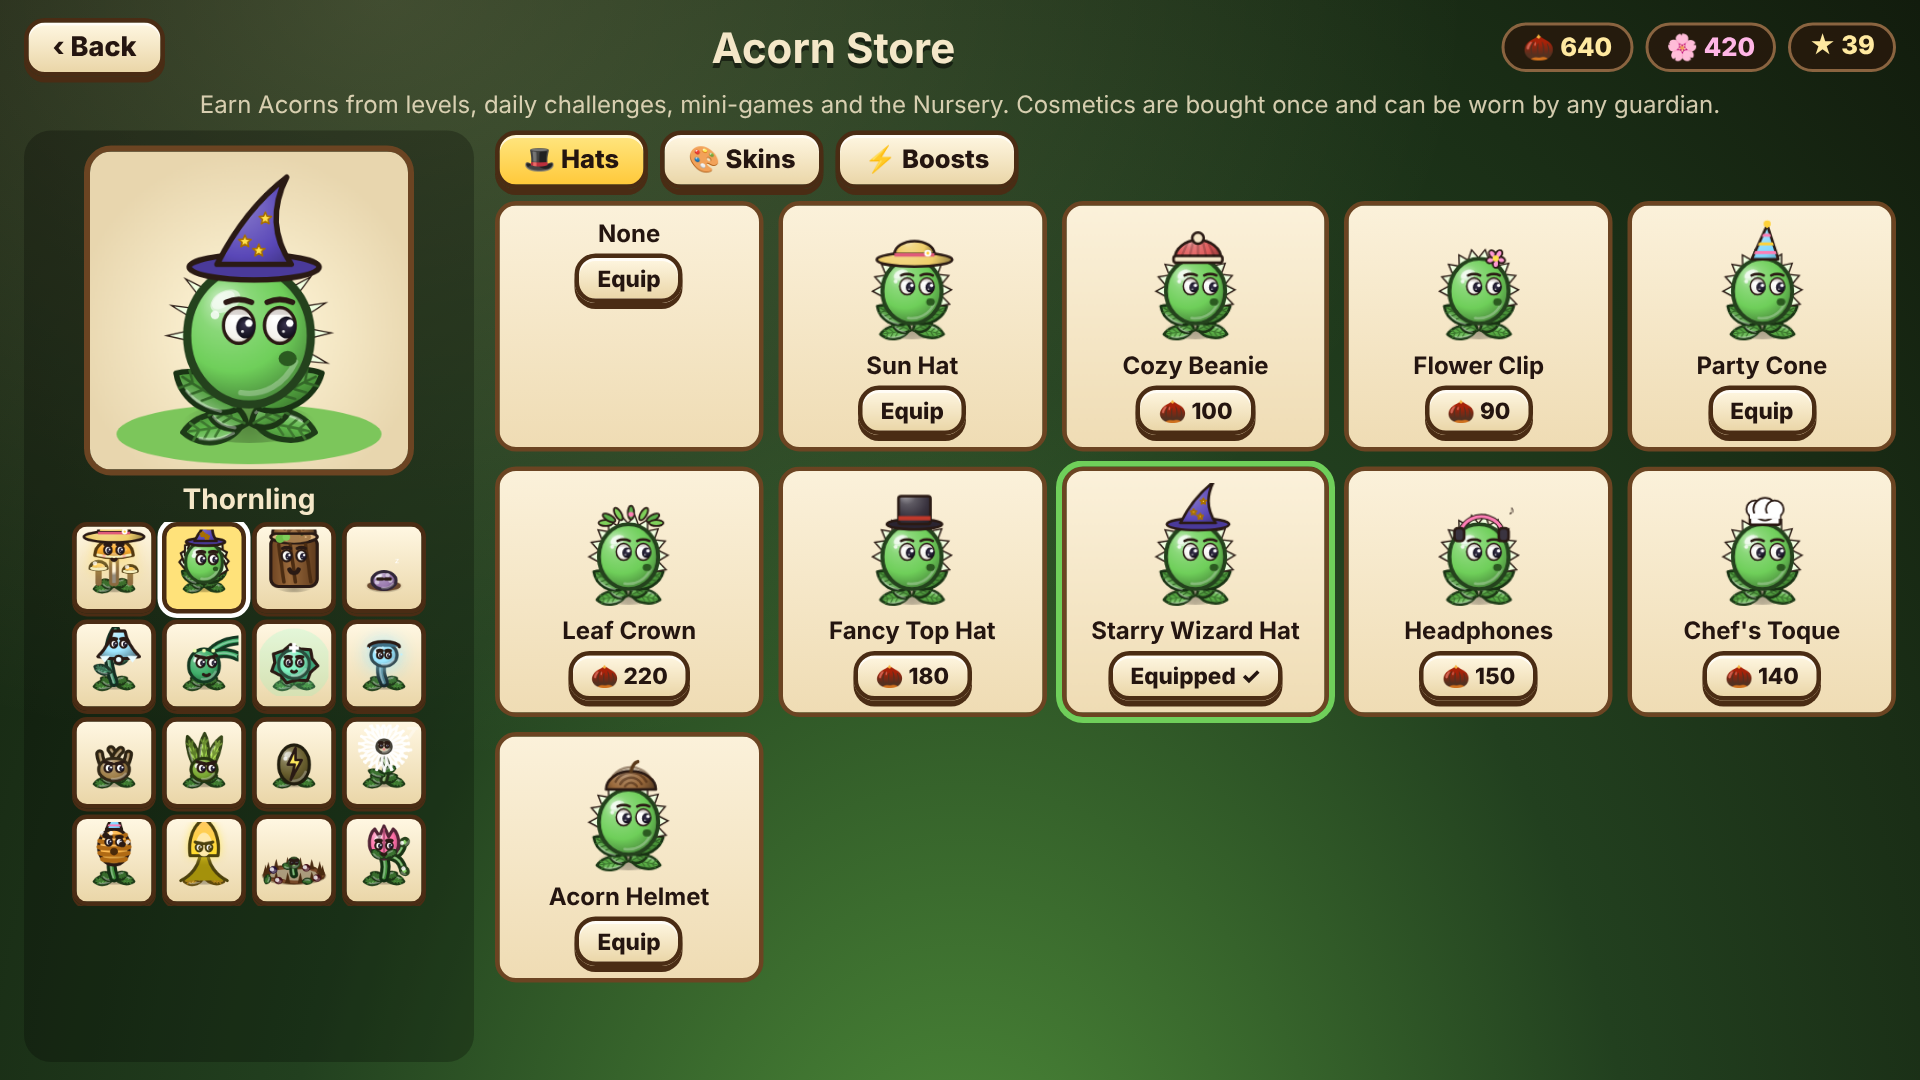 ‹ Back
Acorn Store
640
420
★ 39
Earn Acorns from levels, daily challenges, mini-games and the Nursery. Cosmetics are bought once and can be worn by any guardian.
Thornling
Hats
Skins
Boosts
None
Equip
Sun Hat
Equip
Cozy Beanie
100
Flower Clip
90
Party Cone
Equip
Leaf Crown
220
Fancy Top Hat
180
Starry Wizard Hat
Equipped ✓
Headphones
150
Chef's Toque
140
Acorn Helmet
Equip